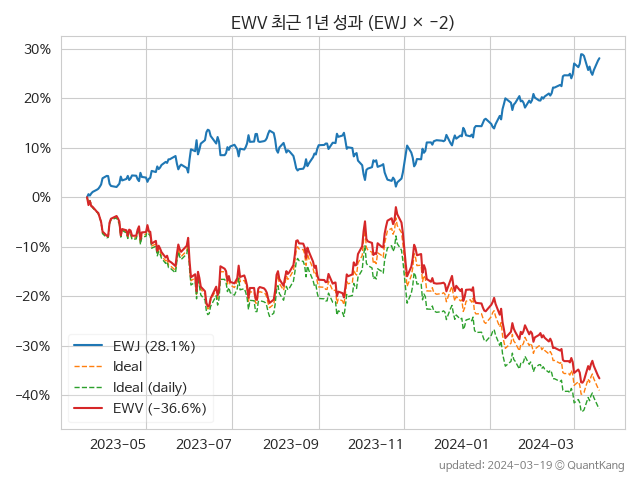 EWV 최근 1년 성과 (EWJ × −2)
30%
20%
10%
0%
−10%
−20%
−30%
−40%
EWJ (28.1%)
Ideal
Ideal (daily)
EWV (−36.6%)
2023-05 2023-07 2023-09 2023-11 2024-01 2024-03
updated: 2024-03-19 © QuantKang